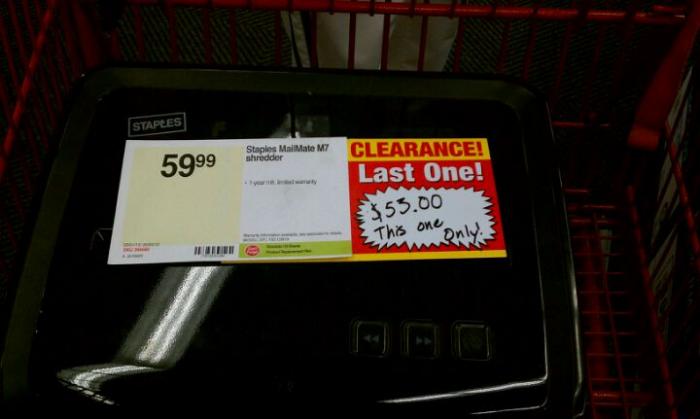 STAPLES
59.99
Staples MailMate M7
shredder
• 1-year mfr. limited warranty
CLEARANCE!
Last One!
$53.00
This one
Only!